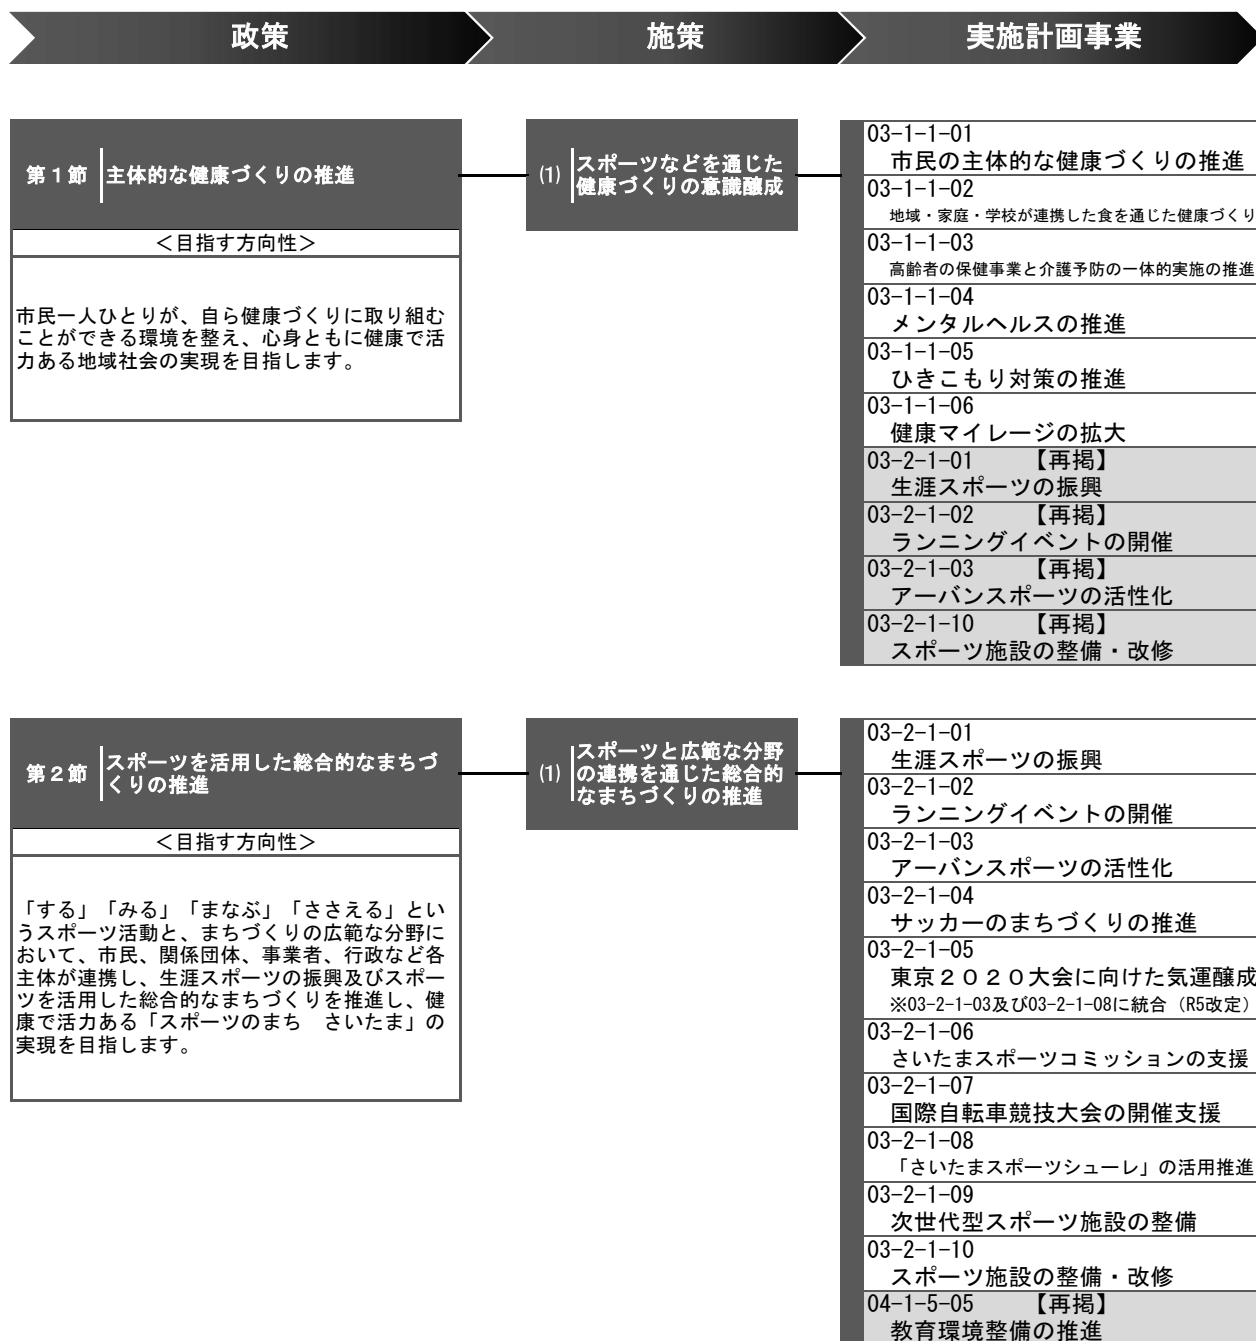 政策
施策
実施計画事業
第1節
主体的な健康づくりの推進
＜目指す方向性＞
市民一人ひとりが、自ら健康づくりに取り組む
ことができる環境を整え、心身ともに健康で活
力ある地域社会の実現を目指します。
⑴
スポーツなどを通じた
健康づくりの意識醸成
03-1-1-01
市民の主体的な健康づくりの推進
03-1-1-02
地域・家庭・学校が連携した食を通じた健康づくり
03-1-1-03
高齢者の保健事業と介護予防の一体的実施の推進
03-1-1-04
メンタルヘルスの推進
03-1-1-05
ひきこもり対策の推進
03-1-1-06
健康マイレージの拡大
03-2-1-01　【再掲】
生涯スポーツの振興
03-2-1-02　【再掲】
ランニングイベントの開催
03-2-1-03　【再掲】
アーバンスポーツの活性化
03-2-1-10　【再掲】
スポーツ施設の整備・改修
第２節
スポーツを活用した総合的なまちづ
くりの推進
＜目指す方向性＞
「する」「みる」「まなぶ」「ささえる」とい
うスポーツ活動と、まちづくりの広範な分野に
おいて、市民、関係団体、事業者、行政など各
主体が連携し、生涯スポーツの振興及びスポー
ツを活用した総合的なまちづくりを推進し、健
康で活力ある「スポーツのまち　さいたま」の
実現を目指します。
⑴
スポーツと広範な分野
の連携を通じた総合的
なまちづくりの推進
03-2-1-01
生涯スポーツの振興
03-2-1-02
ランニングイベントの開催
03-2-1-03
アーバンスポーツの活性化
03-2-1-04
サッカーのまちづくりの推進
03-2-1-05
東京２０２０大会に向けた気運醸成
※03-2-1-03及び03-2-1-08に統合（R5改定）
03-2-1-06
さいたまスポーツコミッションの支援
03-2-1-07
国際自転車競技大会の開催支援
03-2-1-08
「さいたまスポーツシューレ」の活用推進
03-2-1-09
次世代型スポーツ施設の整備
03-2-1-10
スポーツ施設の整備・改修
04-1-5-05　【再掲】
教育環境整備の推進